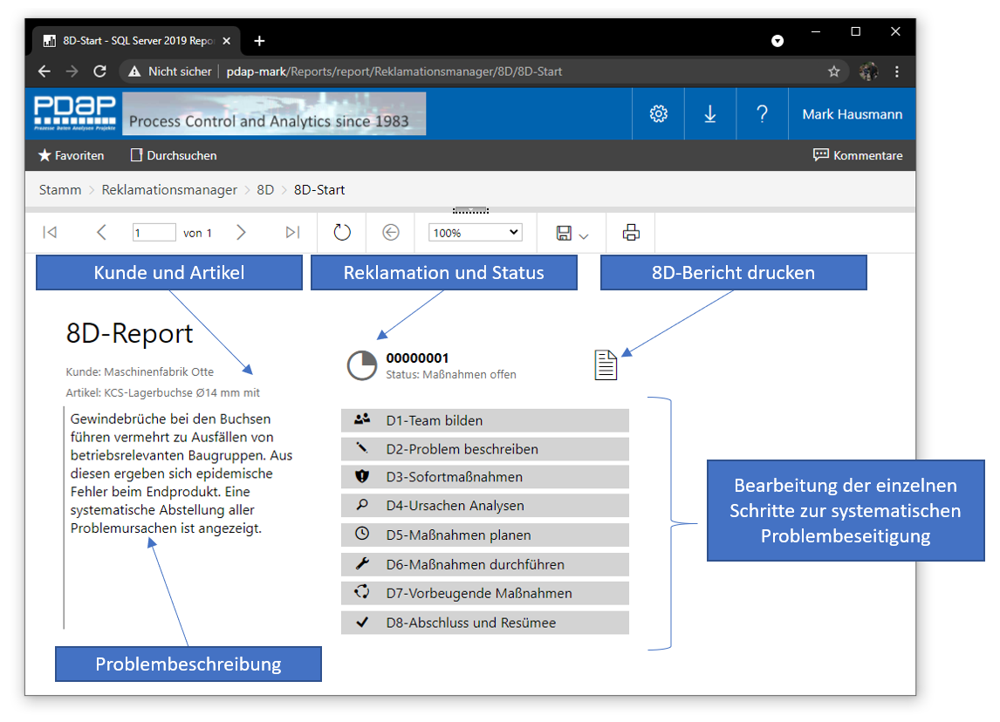 8D-Start - SQL Server 2019 Repo
Nicht sicher | pdap-mark/Reports/report/Reklamationsmanager/8D/8D-Start
PDAP
Prozesse Daten Analysen Projekte
Process Control and Analytics since 1983
?
Mark Hausmann
Favoriten
Durchsuchen
Kommentare
Stamm > Reklamationsmanager > 8D > 8D-Start
1 von 1
100%
Kunde und Artikel
Reklamation und Status
8D-Bericht drucken
8D-Report
Kunde: Maschinenfabrik Otte
Artikel: KCS-Lagerbuchse Ø14 mm mit
Gewindebrüche bei den Buchsen
führen vermehrt zu Ausfällen von
betriebsrelevanten Baugruppen. Aus
diesen ergeben sich epidemische
Fehler beim Endprodukt. Eine
systematische Abstellung aller
Problemursachen ist angezeigt.
00000001
Status: Maßnahmen offen
D1-Team bilden
D2-Problem beschreiben
D3-Sofortmaßnahmen
D4-Ursachen Analysen
D5-Maßnahmen planen
D6-Maßnahmen durchführen
D7-Vorbeugende Maßnahmen
D8-Abschluss und Resümee
Bearbeitung der einzelnen
Schritte zur systematischen
Problembeseitigung
Problembeschreibung